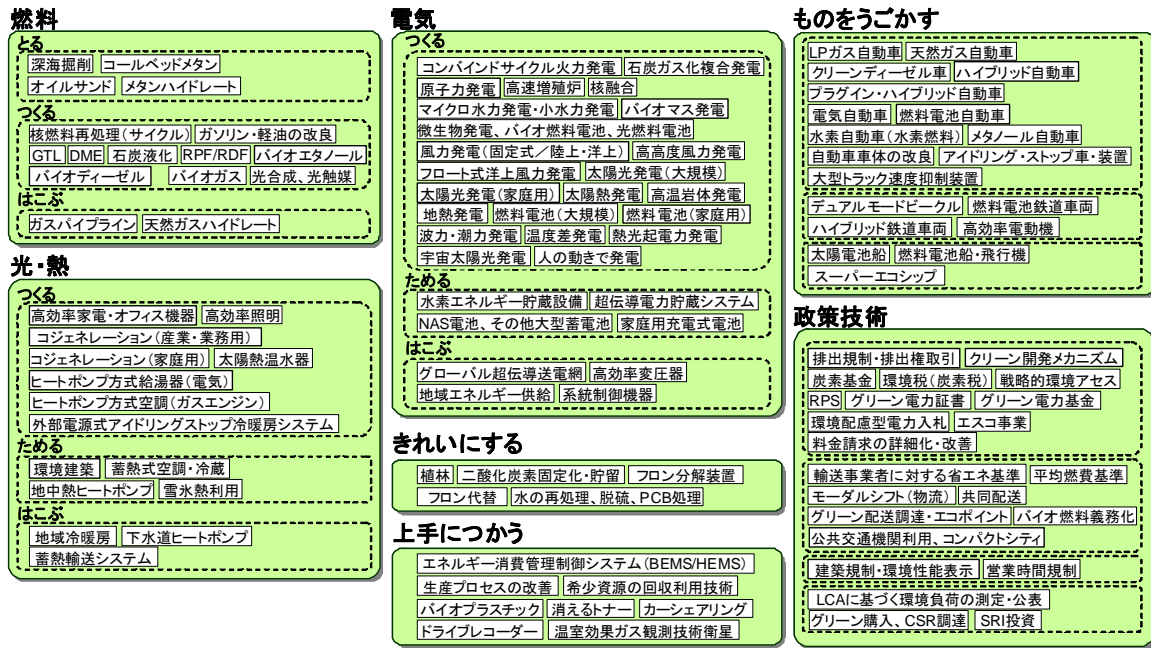 燃料
とる
深海掘削 コールベッドメタン
オイルサンド メタンハイドレート
つくる
核燃料再処理(サイクル) ガソリン・軽油の改良
GTL DME 石炭液化 RPF/RDF バイオエタノール
バイオディーゼル バイオガス 光合成、光触媒
はこぶ
ガスパイプライン 天然ガスハイドレート
光・熱
つくる
高効率家電・オフィス機器 高効率照明
コジェネレーション(産業・業務用)
コジェネレーション(家庭用) 太陽熱温水器
ヒートポンプ方式給湯器(電気)
ヒートポンプ方式空調(ガスエンジン)
外部電源式アイドリングストップ冷暖房システム
ためる
環境建築 蓄熱式空調・冷蔵
地中熱ヒートポンプ 雪氷熱利用
はこぶ
地域冷暖房 下水道ヒートポンプ
蓄熱輸送システム
電気
つくる
コンバインドサイクル火力発電 石炭ガス化複合発電
原子力発電 高速増殖炉 核融合
マイクロ水力発電・小水力発電 バイオマス発電
微生物発電、バイオ燃料電池、光燃料電池
風力発電(固定式/陸上・洋上) 高高度風力発電
フロート式洋上風力発電 太陽光発電(大規模)
太陽光発電(家庭用) 太陽熱発電 高温岩体発電
地熱発電 燃料電池(大規模) 燃料電池(家庭用)
波力・潮力発電 温度差発電 熱光起電力発電
宇宙太陽光発電 人の動きで発電
ためる
水素エネルギー貯蔵設備 超伝導電力貯蔵システム
NAS電池、その他大型蓄電池 家庭用充電式電池
はこぶ
グローバル超伝導送電網 高効率変圧器
地域エネルギー供給 系統制御機器
きれいにする
植林 二酸化炭素固定化・貯留 フロン分解装置
フロン代替 水の再処理、脱硫、PCB処理
上手につかう
エネルギー消費管理制御システム(BEMS/HEMS)
生産プロセスの改善 希少資源の回収利用技術
バイオプラスチック 消えるトナー カーシェアリング
ドライブレコーダー 温室効果ガス観測技術衛星
ものをうごかす
LPガス自動車 天然ガス自動車
クリーンディーゼル車 ハイブリッド自動車
プラグイン・ハイブリッド自動車
電気自動車 燃料電池自動車
水素自動車(水素燃料) メタノール自動車
自動車車体の改良 アイドリング・ストップ車・装置
大型トラック速度抑制装置
デュアルモードビークル 燃料電池鉄道車両
ハイブリッド鉄道車両 高効率電動機
太陽電池船 燃料電池船・飛行機
スーパーエコシップ
政策技術
排出規制・排出権取引 クリーン開発メカニズム
炭素基金 環境税(炭素税) 戦略的環境アセス
RPS グリーン電力証書 グリーン電力基金
環境配慮型電力入札 エスコ事業
料金請求の詳細化・改善
輸送事業者に対する省エネ基準 平均燃費基準
モーダルシフト(物流) 共同配送
グリーン配送調達・エコポイント バイオ燃料義務化
公共交通機関利用、コンパクトシティ
建築規制・環境性能表示 営業時間規制
LCAに基づく環境負荷の測定・公表
グリーン購入、CSR調達 SRI投資